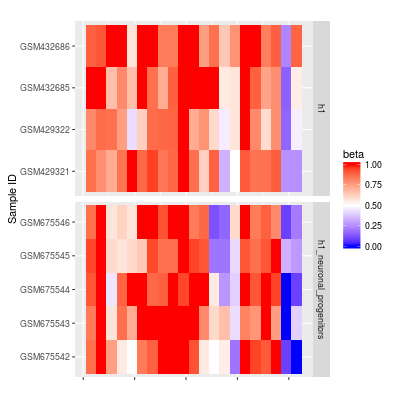 GSM432686
GSM432685
GSM429322
GSM429321
h1
GSM675546
GSM675545
GSM675544
GSM675543
GSM675542
h1_neuronal_progenitors
Sample ID
beta
1.00
0.75
0.50
0.25
0.00